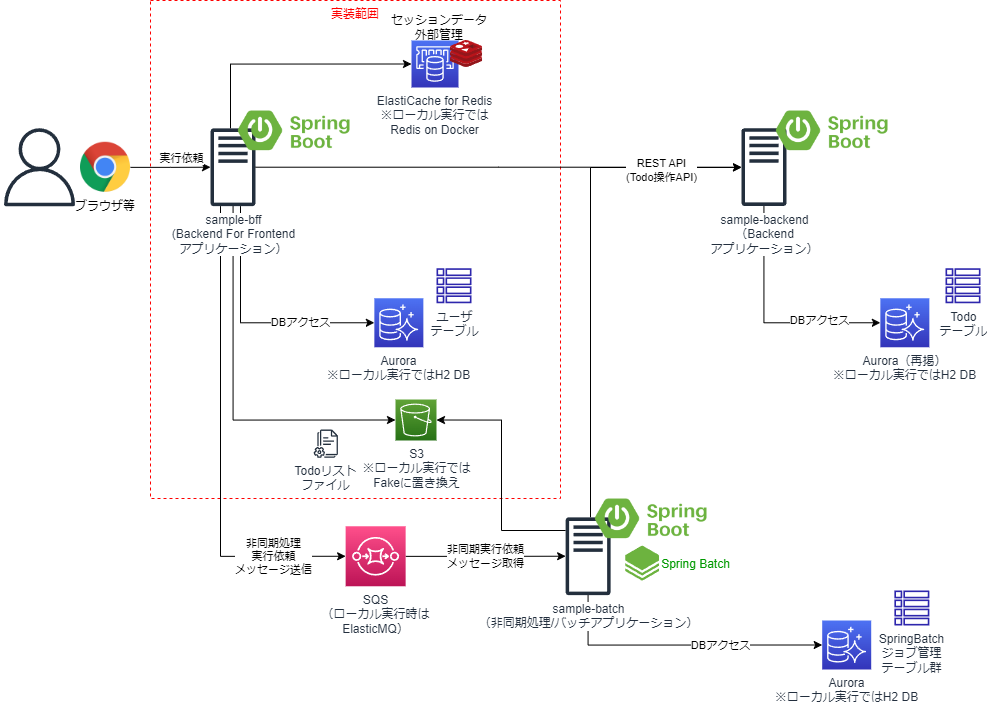 実装範囲
セッションデータ
外部管理
ElastiCache for Redis
※ローカル実行では
Redis on Docker
Spring
Boot
実行依頼
ブラウザ等
sample-bff
(Backend For Frontend
アプリケーション)
REST API
(Todo操作API)
Spring
Boot
sample-backend
（Backend
アプリケーション）
DBアクセス
ユーザ
テーブル
Aurora
※ローカル実行ではH2 DB
DBアクセス
Todo
テーブル
Aurora（再掲）
※ローカル実行ではH2 DB
Todoリスト
ファイル
S3
※ローカル実行では
Fakeに置き換え
非同期処理
実行依頼
メッセージ送信
SQS
（ローカル実行時は
ElasticMQ）
非同期実行依頼
メッセージ取得
Spring
Boot
Spring Batch
sample-batch
（非同期処理/バッチアプリケーション）
DBアクセス
SpringBatch
ジョブ管理
テーブル群
Aurora
※ローカル実行ではH2 DB